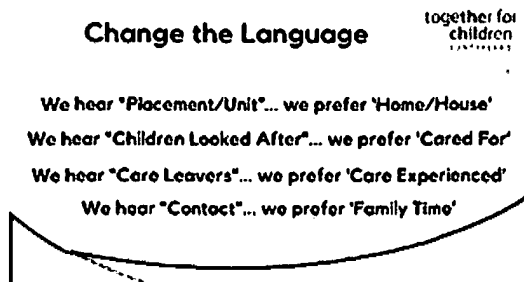 Change the Language
together for
children
We hear "Placement/Unit"... we prefer 'Home/House'
We hear "Children Looked After"... we prefer 'Cared For'
We hear "Care Leavers"... we prefer 'Care Experienced'
We hear "Contact"... we prefer 'Family Time'